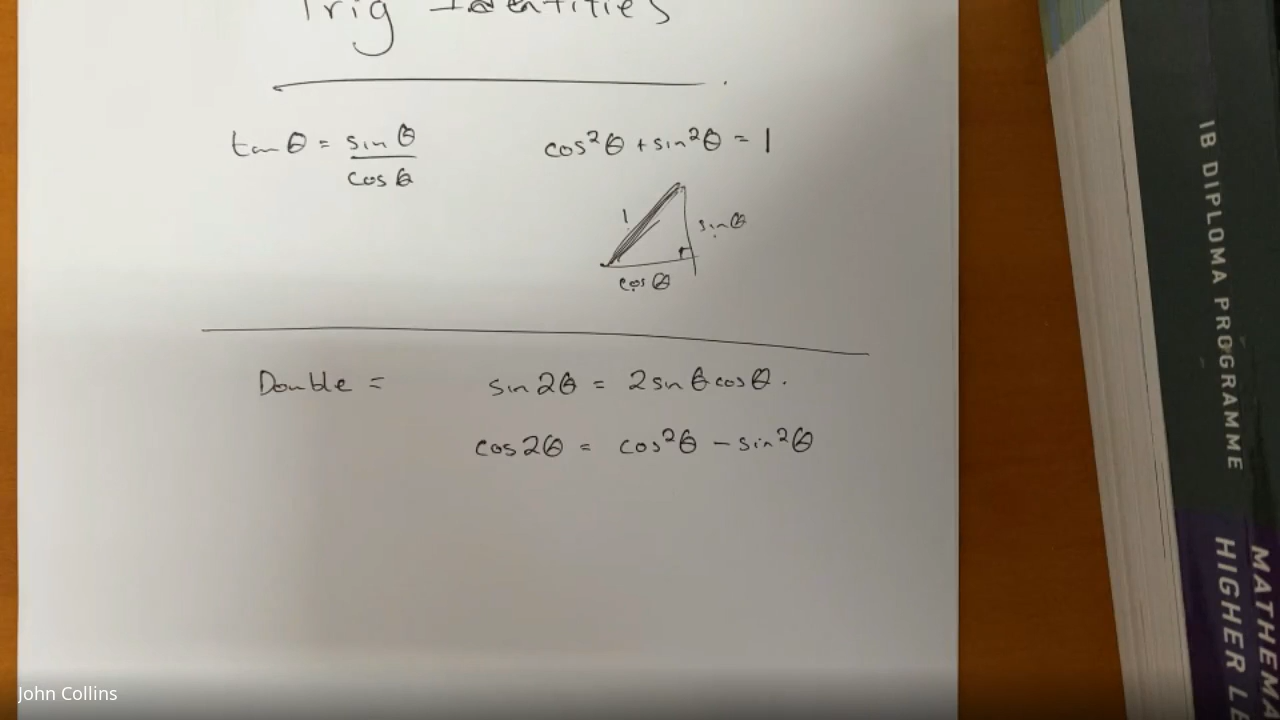 Trig Identities
tan θ = sin θ / cos θ
cos²θ + sin²θ = 1
1
sin θ
cos θ
Double = sin 2θ = 2 sin θ cos θ.
cos 2θ = cos²θ − sin²θ
IB DIPLOMA PROGRAMME
MATHEMA
HIGHER LE
John Collins